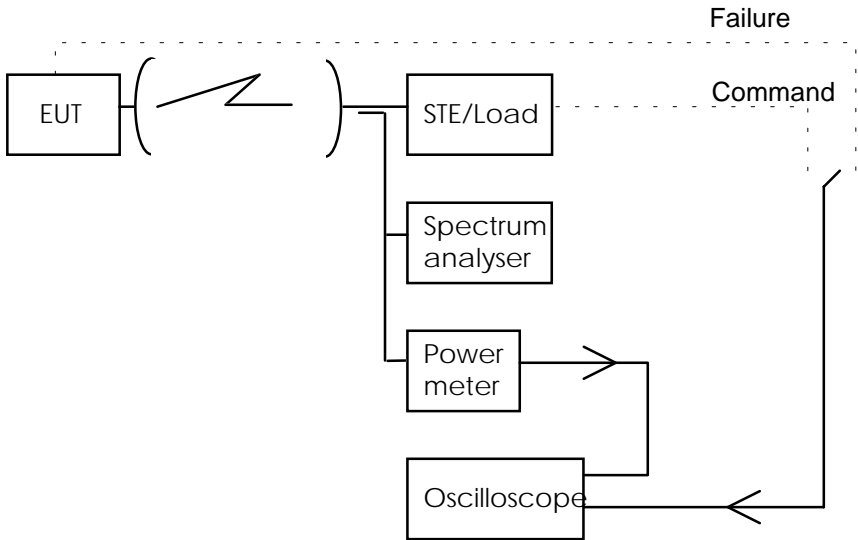 Failure
EUT
STE/Load
Command
Spectrum
analyser
Power
meter
Oscilloscope